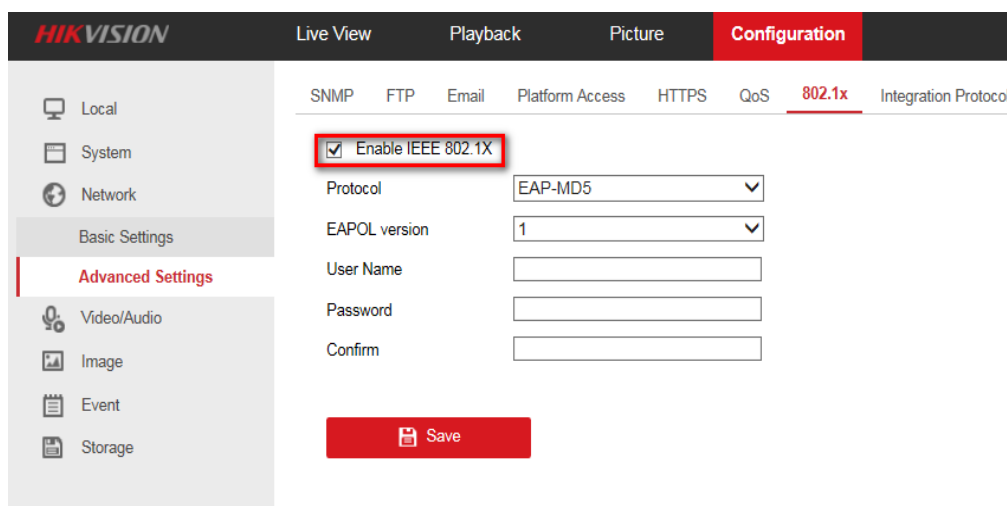 HIKVISION
Live View Playback Picture Configuration
SNMP FTP Email Platform Access HTTPS QoS 802.1x Integration Protocol
Local
System
Network
Basic Settings
Advanced Settings
Video/Audio
Image
Event
Storage
Enable IEEE 802.1X
Protocol EAP-MD5
EAPOL version 1
User Name
Password
Confirm
Save